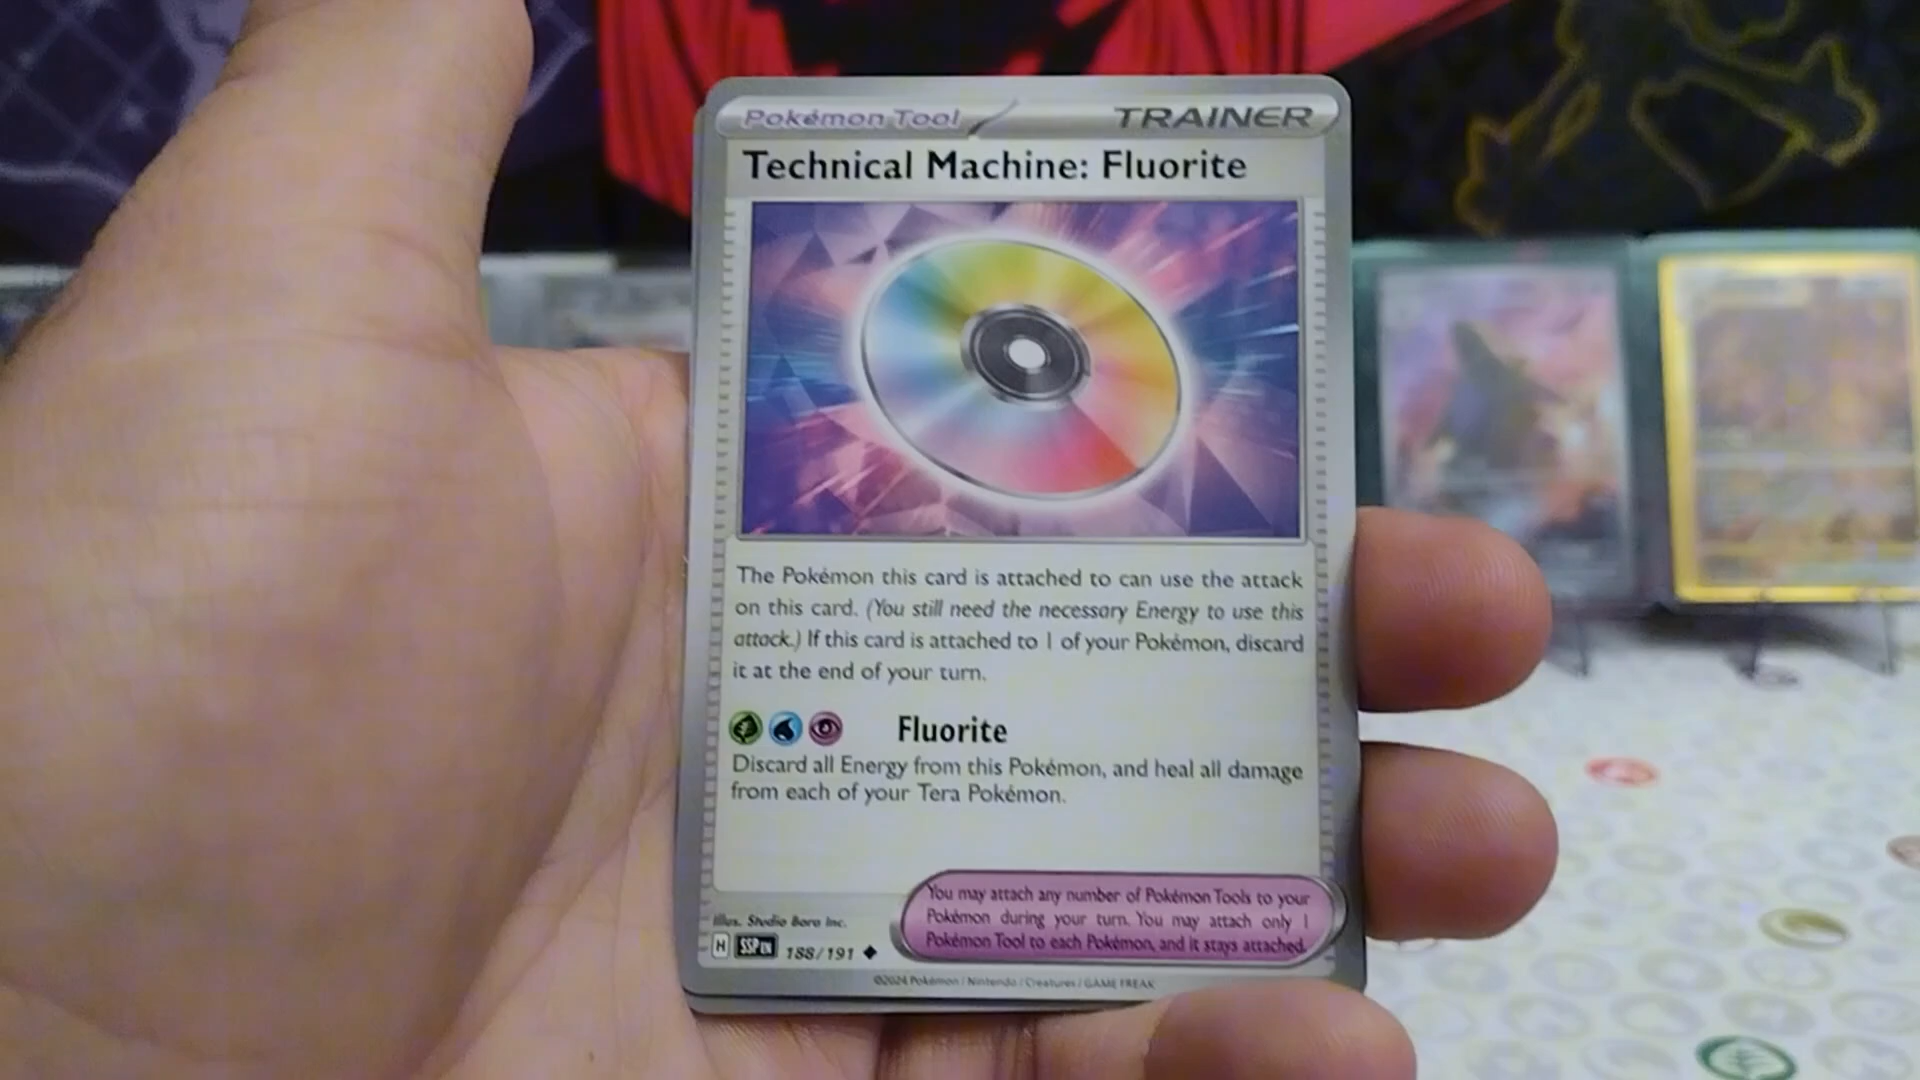 Pokémon Tool
TRAINER
Technical Machine: Fluorite
The Pokémon this card is attached to can use the attack
on this card. (You still need the necessary Energy to use this
attack.) If this card is attached to 1 of your Pokémon, discard
it at the end of your turn.
Fluorite
Discard all Energy from this Pokémon, and heal all damage
from each of your Tera Pokémon.
You may attach any number of Pokémon Tools to your
Pokémon during your turn. You may attach only 1
Pokémon Tool to each Pokémon, and it stays attached.
Illus. Studio Bora Inc.
H SSP EN 188/191
©2024 Pokémon / Nintendo / Creatures / GAME FREAK